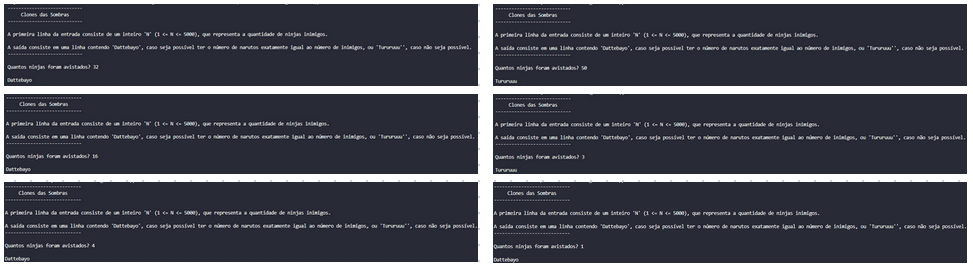 Clones das Sombras
A primeira linha da entrada consiste de um inteiro 'N' (1 <= N <= 5000), que representa a quantidade de ninjas inimigos.
A saída consiste em uma linha contendo 'Dattebayo', caso seja possível ter o número de narutos exatamente igual ao número de inimigos, ou 'Tururuuu'', caso não seja possível.
Quantos ninjas foram avistados? 32
Dattebayo
Clones das Sombras
A primeira linha da entrada consiste de um inteiro 'N' (1 <= N <= 5000), que representa a quantidade de ninjas inimigos.
A saída consiste em uma linha contendo 'Dattebayo', caso seja possível ter o número de narutos exatamente igual ao número de inimigos, ou 'Tururuuu'', caso não seja possível.
Quantos ninjas foram avistados? 50
Tururuuu
Clones das Sombras
A primeira linha da entrada consiste de um inteiro 'N' (1 <= N <= 5000), que representa a quantidade de ninjas inimigos.
A saída consiste em uma linha contendo 'Dattebayo', caso seja possível ter o número de narutos exatamente igual ao número de inimigos, ou 'Tururuuu'', caso não seja possível.
Quantos ninjas foram avistados? 16
Dattebayo
Clones das Sombras
A primeira linha da entrada consiste de um inteiro 'N' (1 <= N <= 5000), que representa a quantidade de ninjas inimigos.
A saída consiste em uma linha contendo 'Dattebayo', caso seja possível ter o número de narutos exatamente igual ao número de inimigos, ou 'Tururuuu'', caso não seja possível.
Quantos ninjas foram avistados? 3
Tururuuu
Clones das Sombras
A primeira linha da entrada consiste de um inteiro 'N' (1 <= N <= 5000), que representa a quantidade de ninjas inimigos.
A saída consiste em uma linha contendo 'Dattebayo', caso seja possível ter o número de narutos exatamente igual ao número de inimigos, ou 'Tururuuu'', caso não seja possível.
Quantos ninjas foram avistados? 4
Dattebayo
Clones das Sombras
A primeira linha da entrada consiste de um inteiro 'N' (1 <= N <= 5000), que representa a quantidade de ninjas inimigos.
A saída consiste em uma linha contendo 'Dattebayo', caso seja possível ter o número de narutos exatamente igual ao número de inimigos, ou 'Tururuuu'', caso não seja possível.
Quantos ninjas foram avistados? 1
Dattebayo